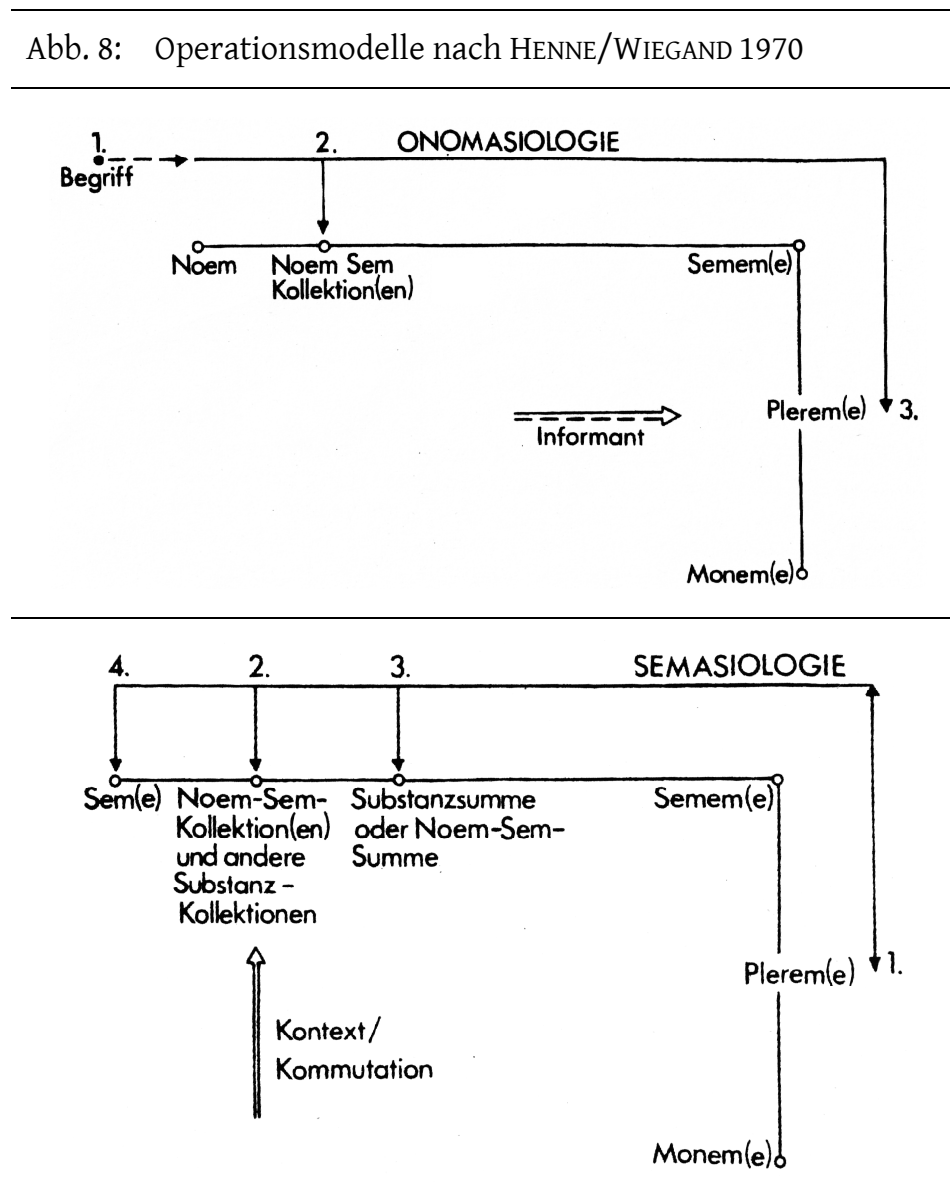 Abb. 8: Operationsmodelle nach HENNE/WIEGAND 1970
1. 2. ONOMASIOLOGIE
Begriff
Noem Noem Sem Semem(e)
Kollektion(en)
Plerem(e) 3.
Informant
Monem(e)
4. 2. 3. SEMASIOLOGIE
Sem(e) Noem-Sem- Substanzsumme Semem(e)
Kollektion(en) oder Noem-Sem-
und andere Summe
Substanz-
Kollektionen
Plerem(e) 1.
Kontext/
Kommutation
Monem(e)